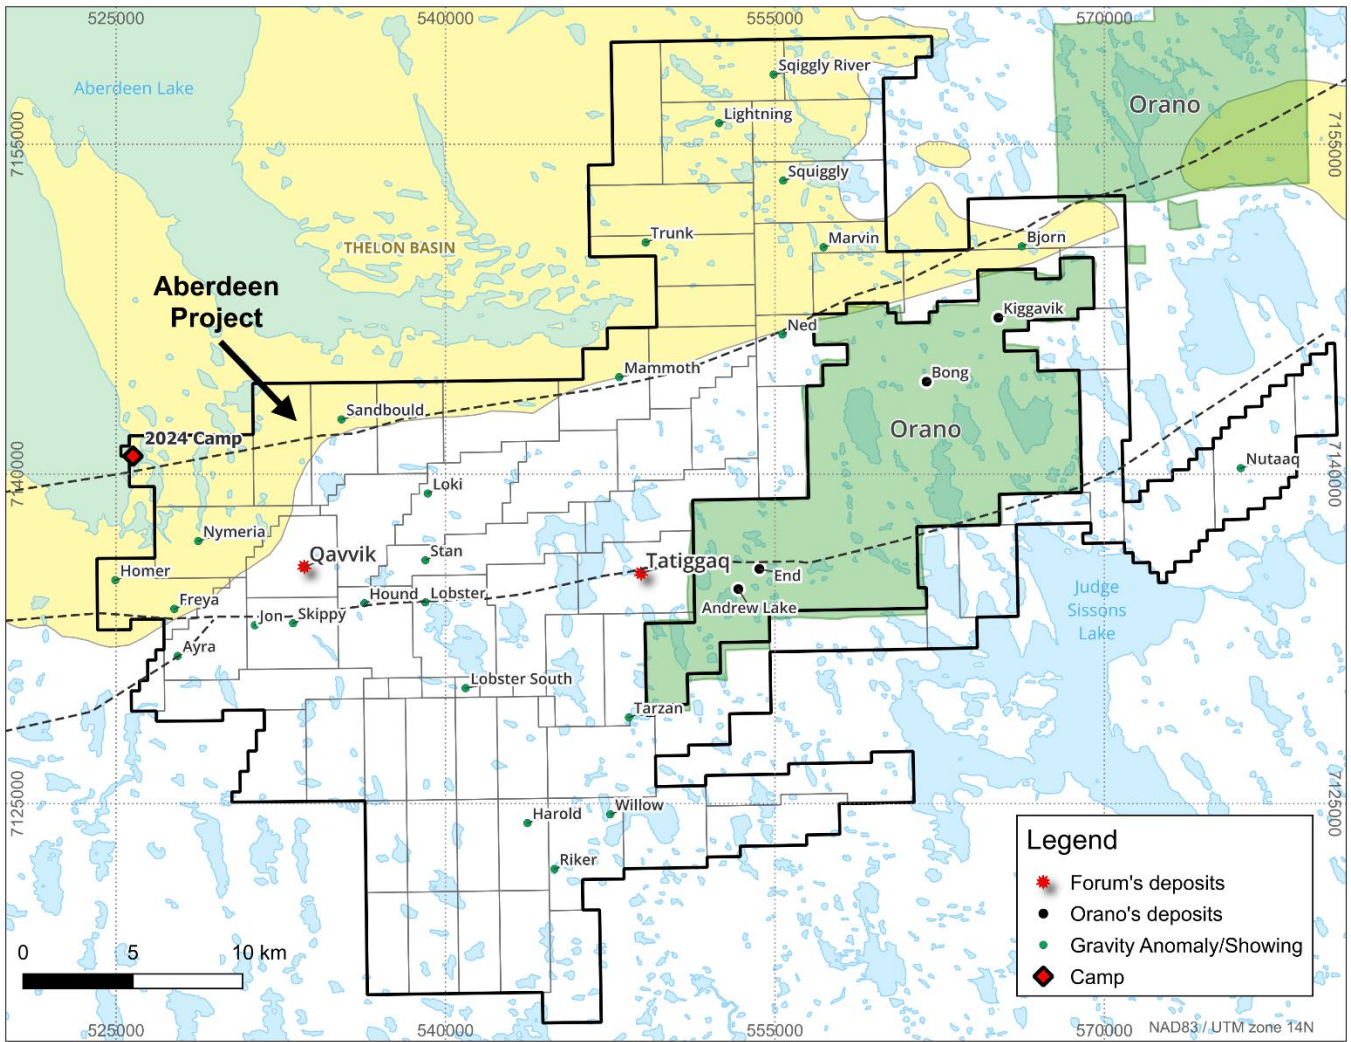 525000
540000
555000
570000
Sqiggly River
Aberdeen Lake
Orano
Lightning
7155000
7155000
Squiggly
Trunk
Marvin
Bjorn
THELON BASIN
Aberdeen
Project
Kiggavik
Ned
Mammoth
Bong
Sandbould
Orano
2024 Camp
Nutaaq
7140000
7140000
Loki
Nymeria
Qavvik
Stan
Tatiggaq
Homer
End
Judge
Sissons
Lake
Freya
Hound
Lobster
Andrew Lake
Jon
Skippy
Ayra
Lobster South
Tarzan
7125000
7125000
Harold
Willow
Riker
Legend
Forum's deposits
Orano's deposits
Gravity Anomaly/Showing
Camp
0
5
10 km
525000
540000
555000
570000
NAD83 / UTM zone 14N